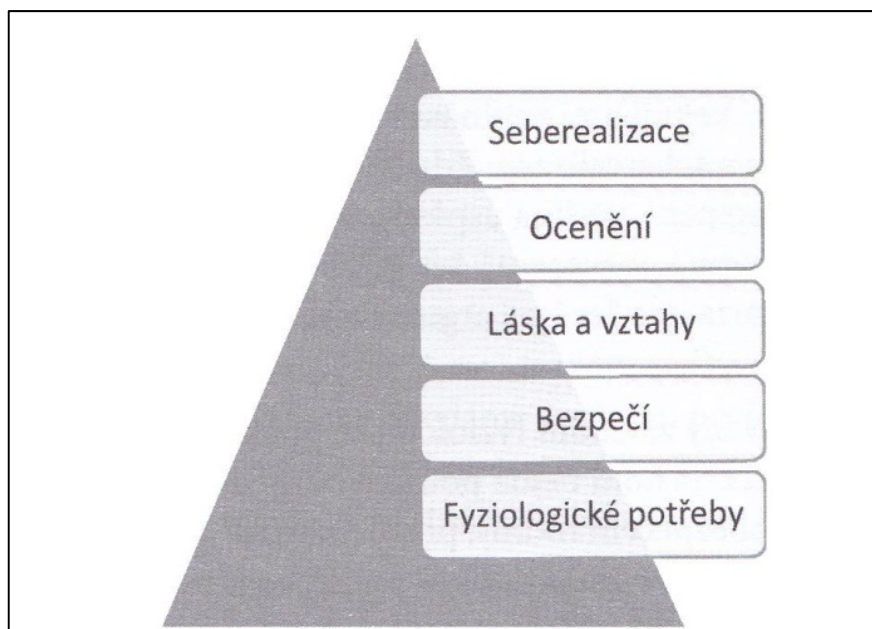 Seberealizace
Ocenění
Láska a vztahy
Bezpečí
Fyziologické potřeby